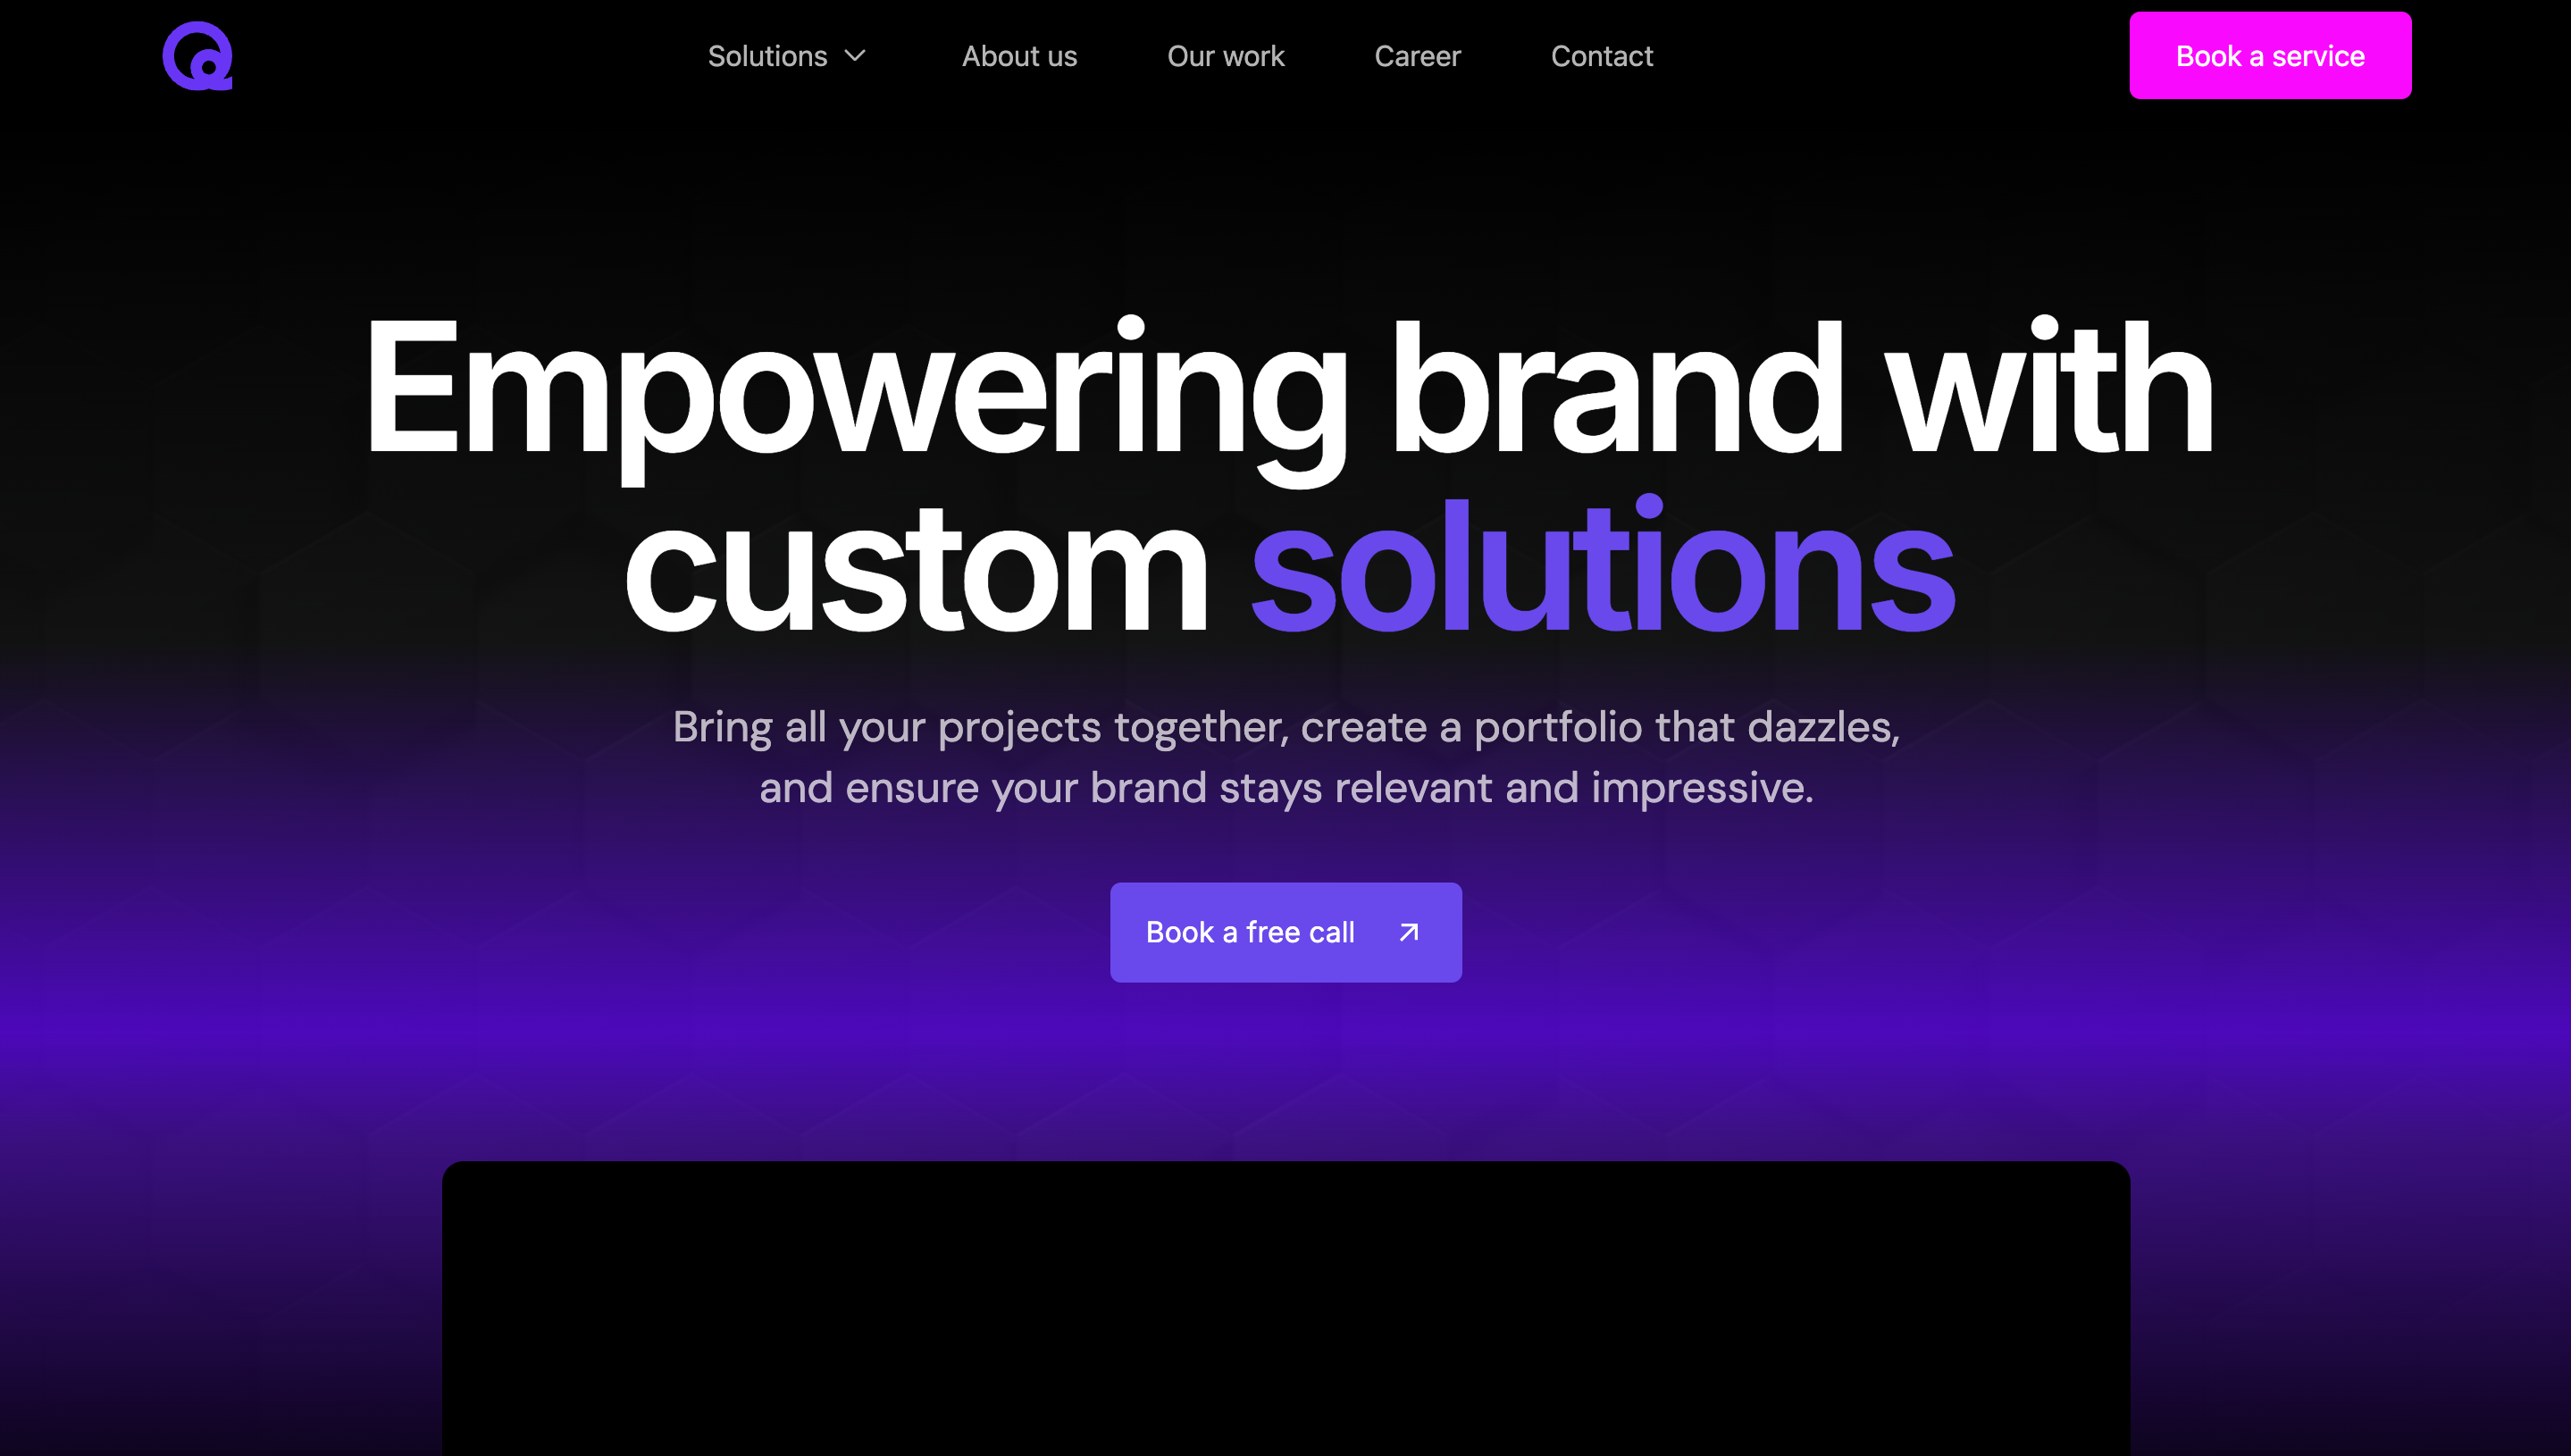 Solutions
About us
Our work
Career
Contact
Book a service
Empowering brand with
custom solutions
Bring all your projects together, create a portfolio that dazzles,
and ensure your brand stays relevant and impressive.
Book a free call